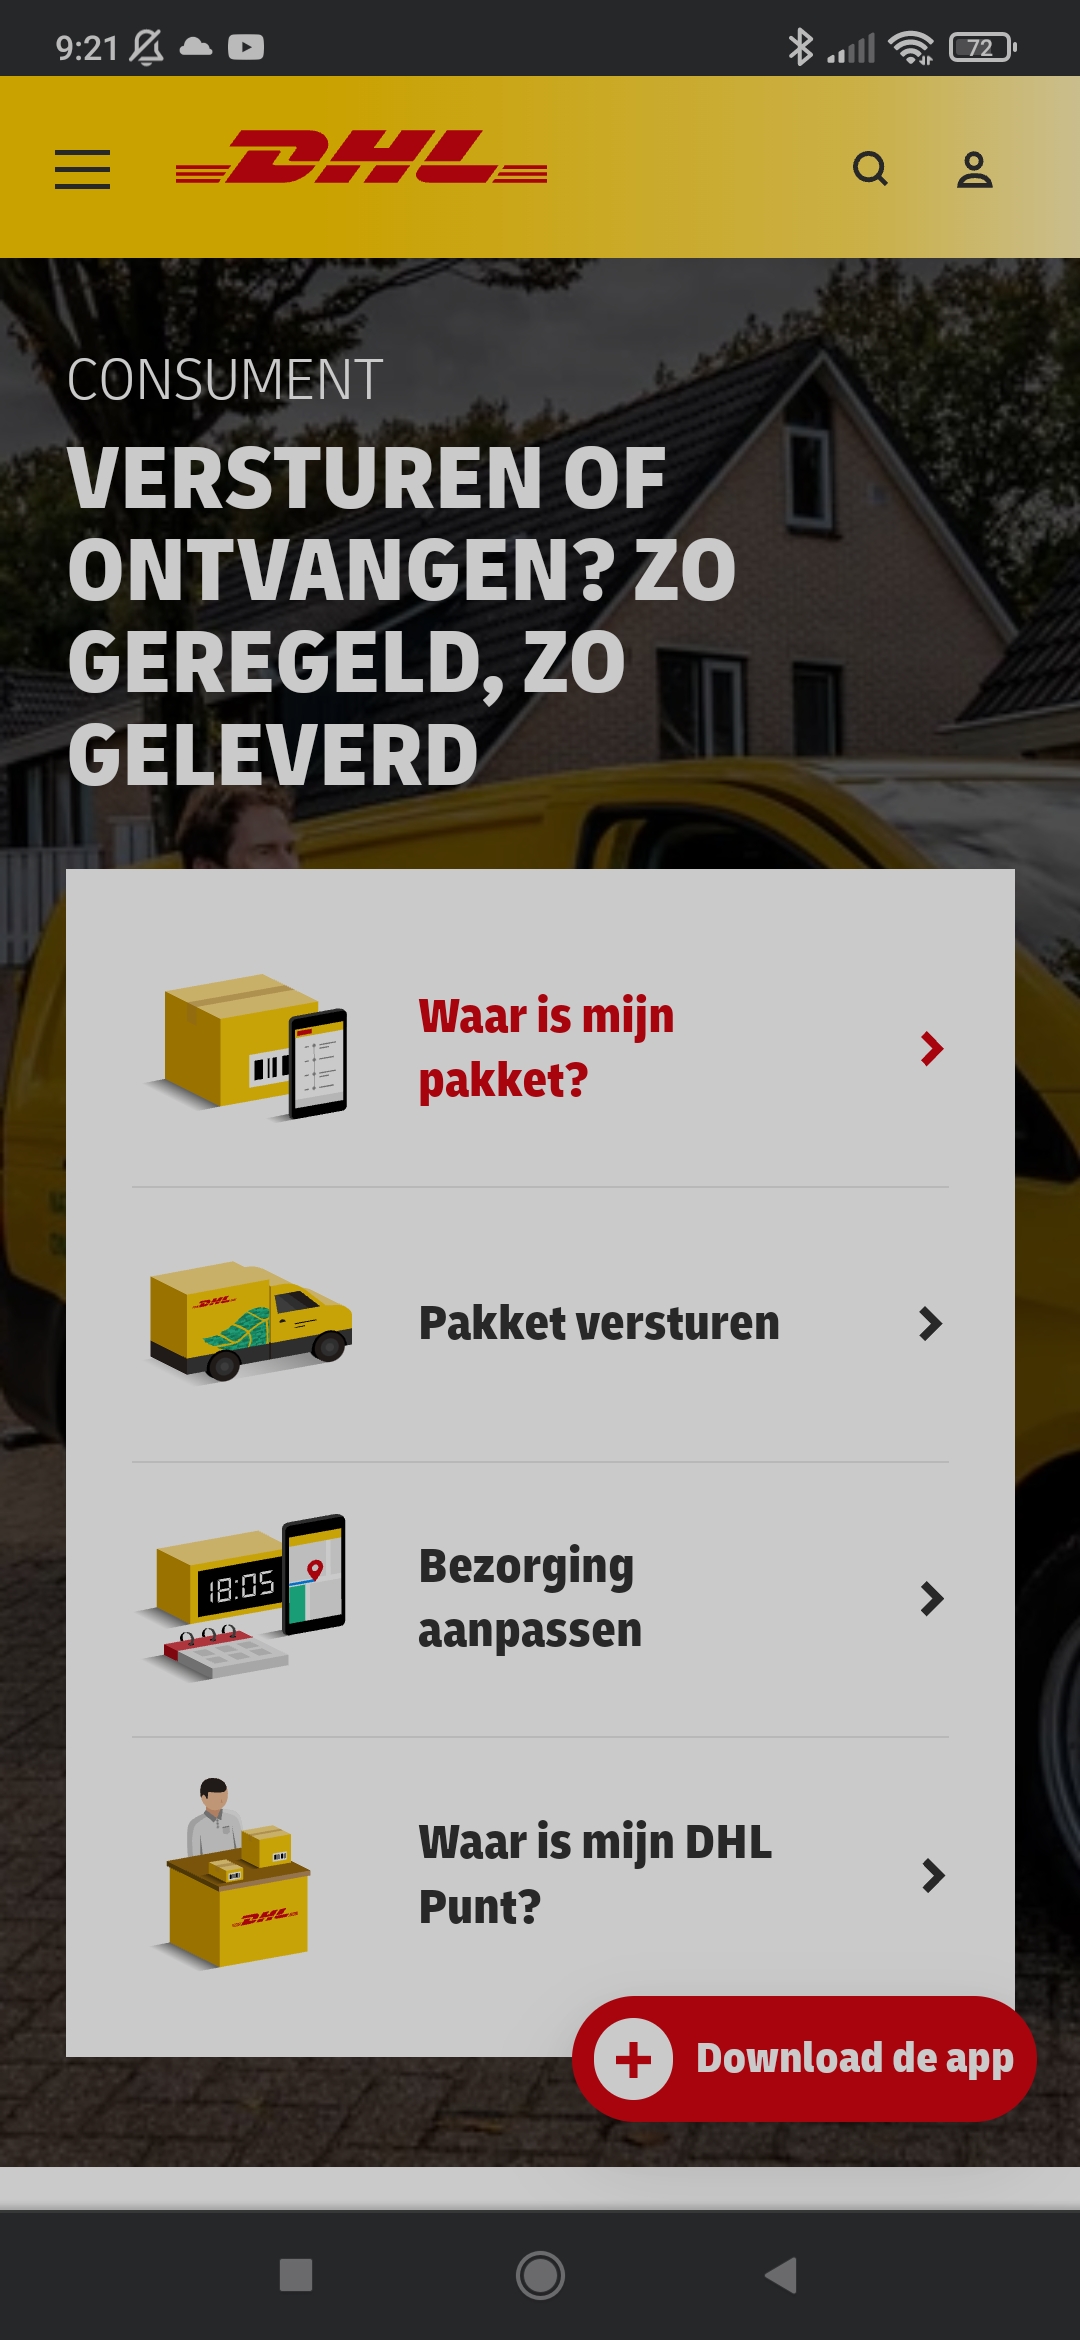 9:21
72
DHL
CONSUMENT
VERSTUREN OF
ONTVANGEN? ZO
GEREGELD, ZO
GELEVERD
Waar is mijn
pakket?
DHL
Pakket versturen
18:05
Bezorging
aanpassen
Waar is mijn DHL
Punt?
DHL
Download de app